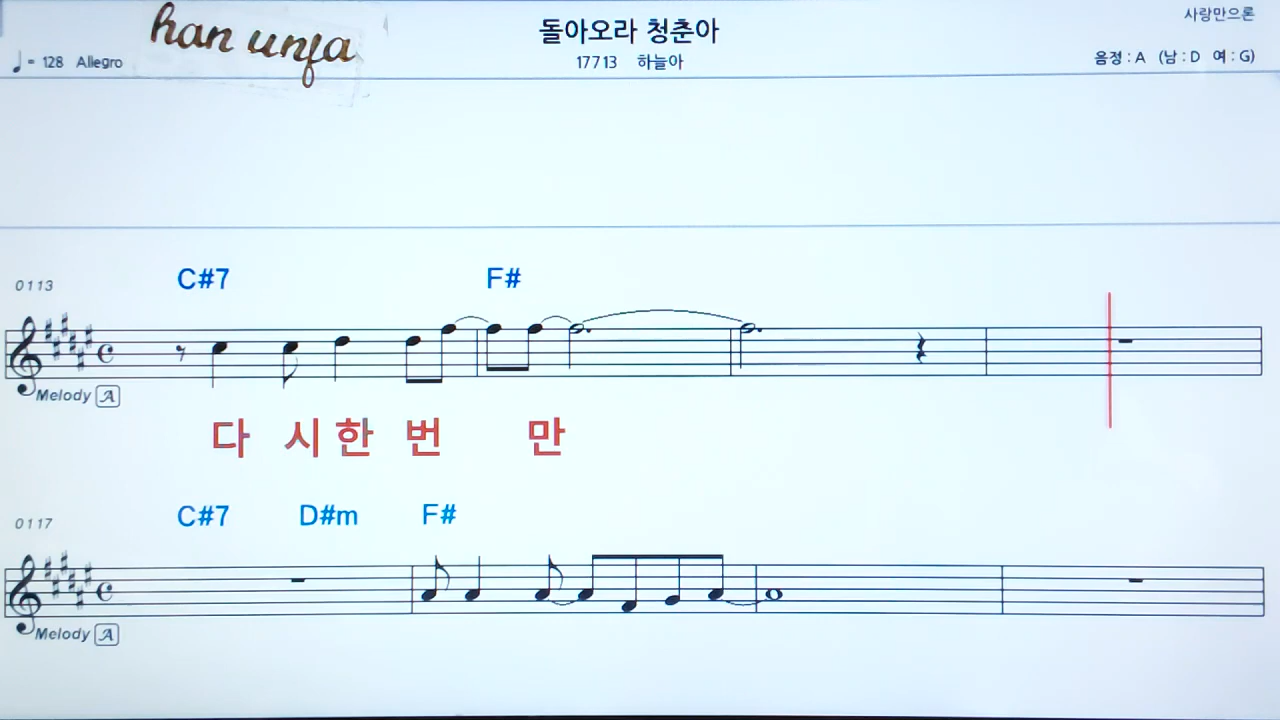 han unfa
돌아오라 청춘아
사랑만으론
♩= 128 Allegro
17713 하늘아
음정 : A (남 : D 여 : G)
C#7 F#
0113
Melody A
다 시 한 번 만
C#7 D#m F#
0117
Melody A